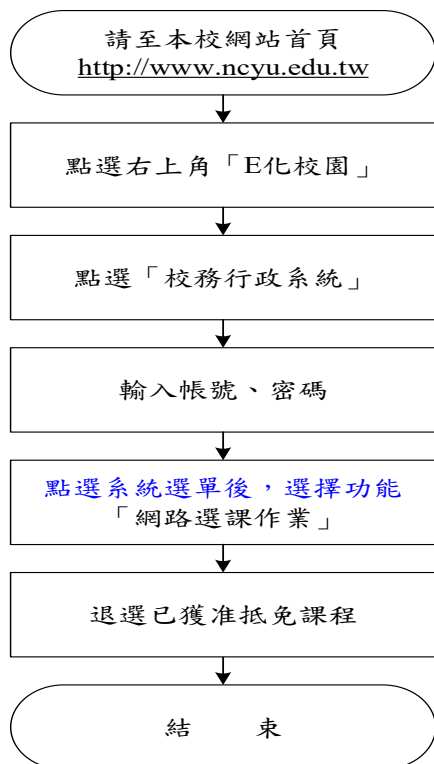 請至本校網站首頁
http://www.ncyu.edu.tw
點選右上角「E化校園」
點選「校務行政系統」
輸入帳號、密碼
點選系統選單後，選擇功能
「網路選課作業」
退選已獲准抵免課程
結　　束